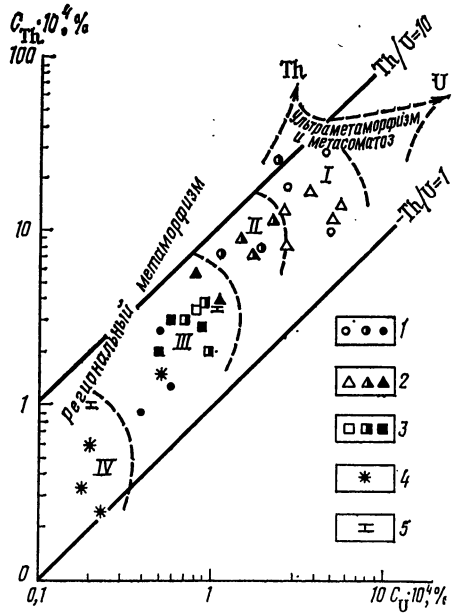 C_Th·10⁴,%
100
10
1
0
0,1
1
10
C_U·10⁴,%
Th/U=10
Th
U
Ультраметаморфизм
и метасоматоз
Региональный метаморфизм
I
II
III
IV
Th/U=1
1
2
3
4
5